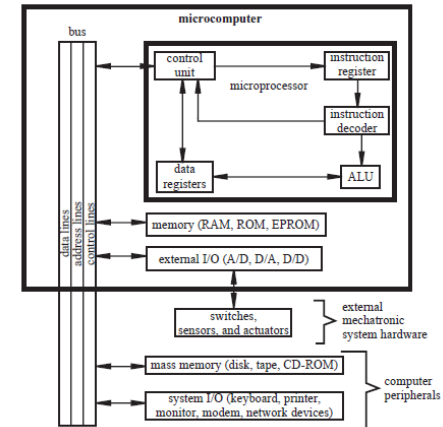 microcomputer
bus
control
unit
instruction
register
microprocessor
instruction
decoder
data
registers
ALU
data lines
address lines
control lines
memory (RAM, ROM, EPROM)
external I/O (A/D, D/A, D/D)
switches,
sensors, and actuators
external
mechatronic
system hardware
mass memory (disk, tape, CD-ROM)
computer
peripherals
system I/O (keyboard, printer,
monitor, modem, network devices)